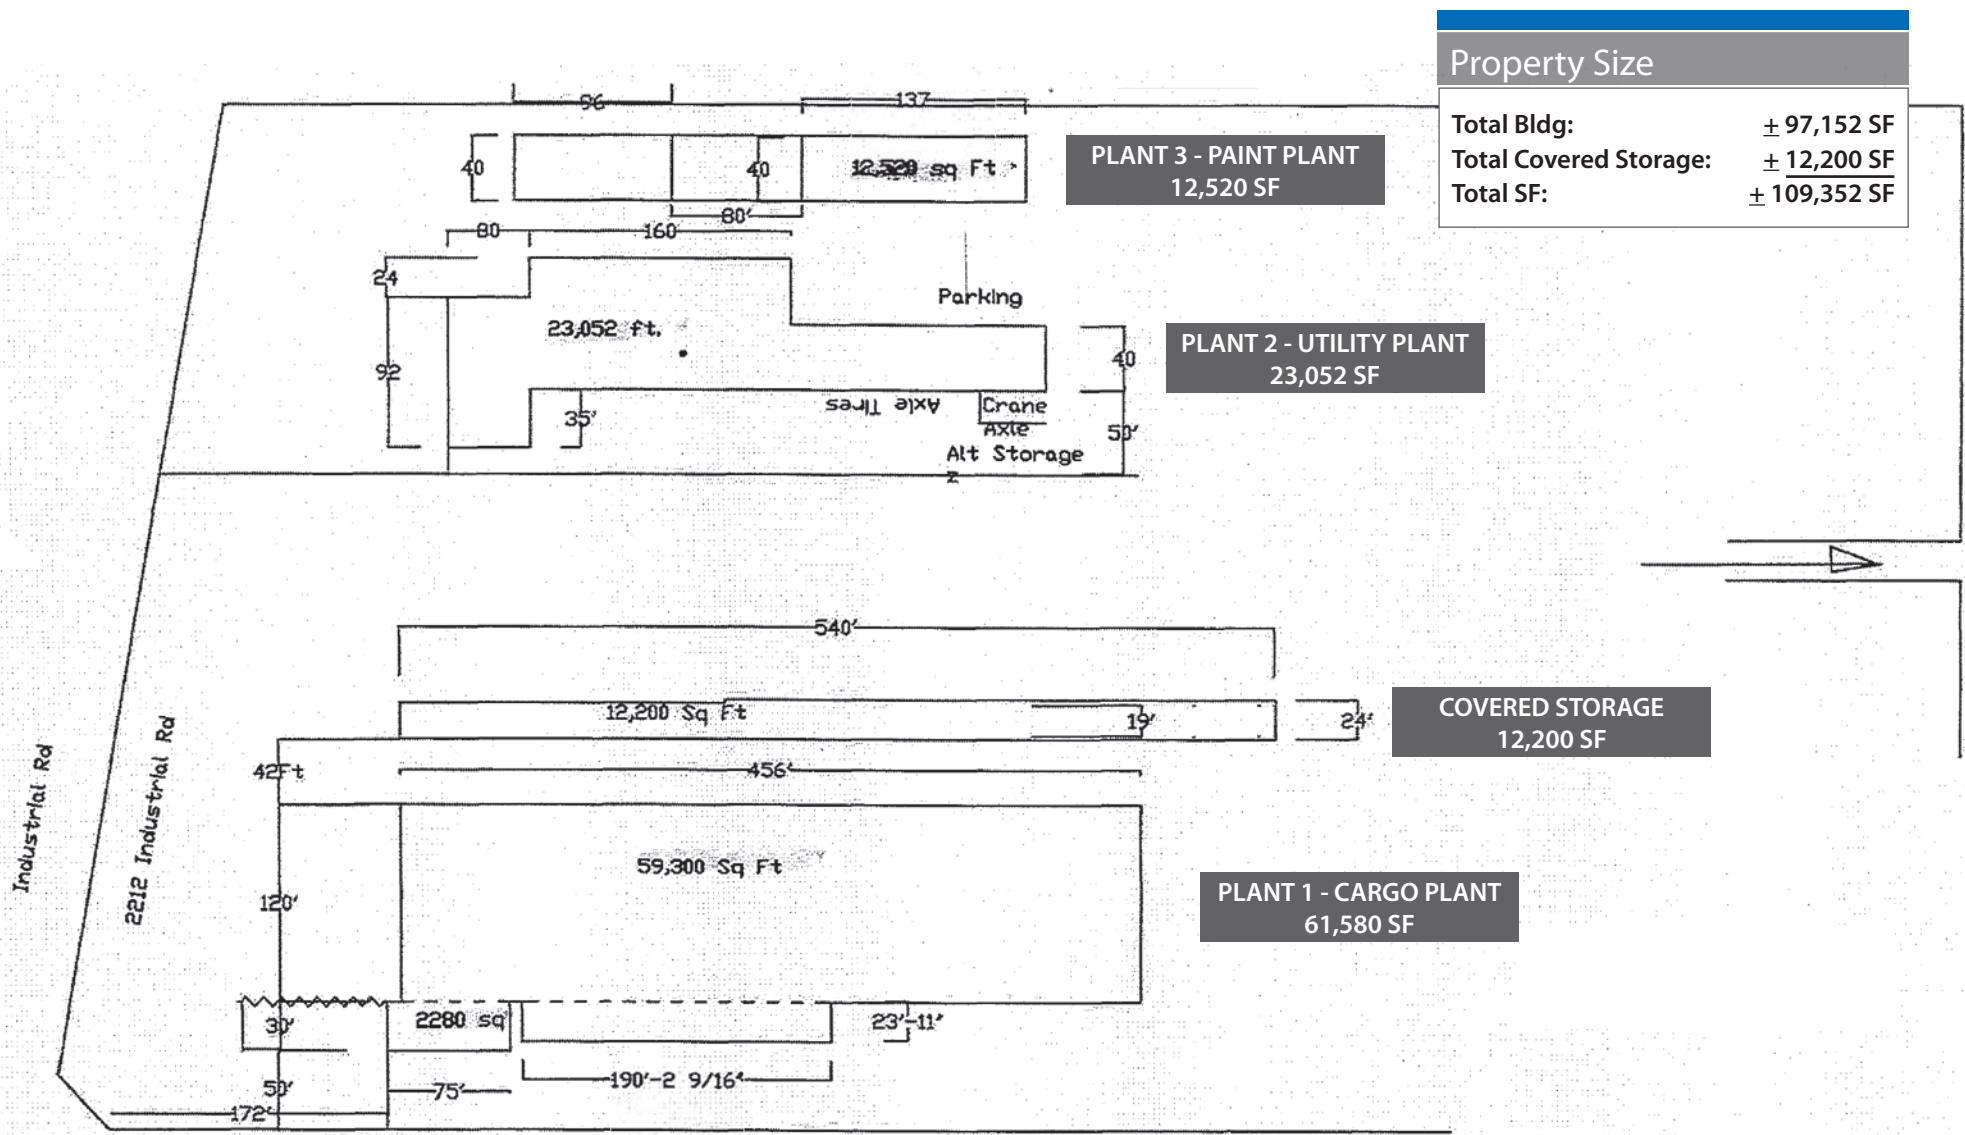 Property Size
Total Bldg: ± 97,152 SF
Total Covered Storage: ± 12,200 SF
Total SF: ± 109,352 SF
96
137
40
40
12,520 sq Ft
80'
PLANT 3 - PAINT PLANT
12,520 SF
80
160
24
Parking
23,052 ft.
92
40
35'
Axle Tires
Crane
Axle
50'
Alt Storage
Z
PLANT 2 - UTILITY PLANT
23,052 SF
540'
12,200 Sq Ft
19'
24'
COVERED STORAGE
12,200 SF
42Ft
456'
Industrial Rd
2212 Industrial Rd
59,300 Sq Ft
120'
PLANT 1 - CARGO PLANT
61,580 SF
30'
2280 sq'
23'-11"
50'
75'
190'-2 9/16"
172'